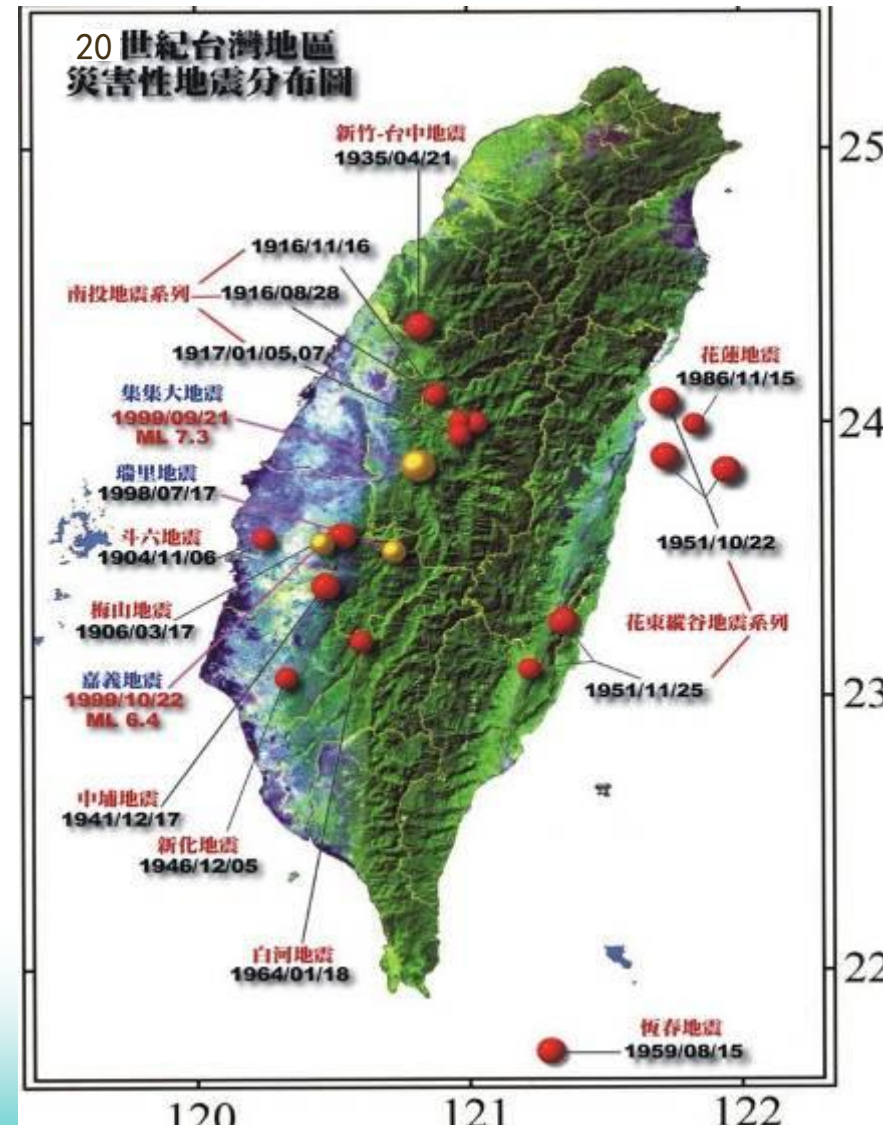 20 世紀台灣地區
災害性地震分布圖
新竹-台中地震
1935/04/21
1916/11/16
南投地震系列
1916/08/28
1917/01/05,07
集集大地震
1999/09/21
ML 7.3
瑞里地震
1998/07/17
斗六地震
1904/11/06
梅山地震
1906/03/17
嘉義地震
1999/10/22
ML 6.4
中埔地震
1941/12/17
新化地震
1946/12/05
白河地震
1964/01/18
花蓮地震
1986/11/15
1951/10/22
花東縱谷地震系列
1951/11/25
恆春地震
1959/08/15
25
24
23
22
120
121
122